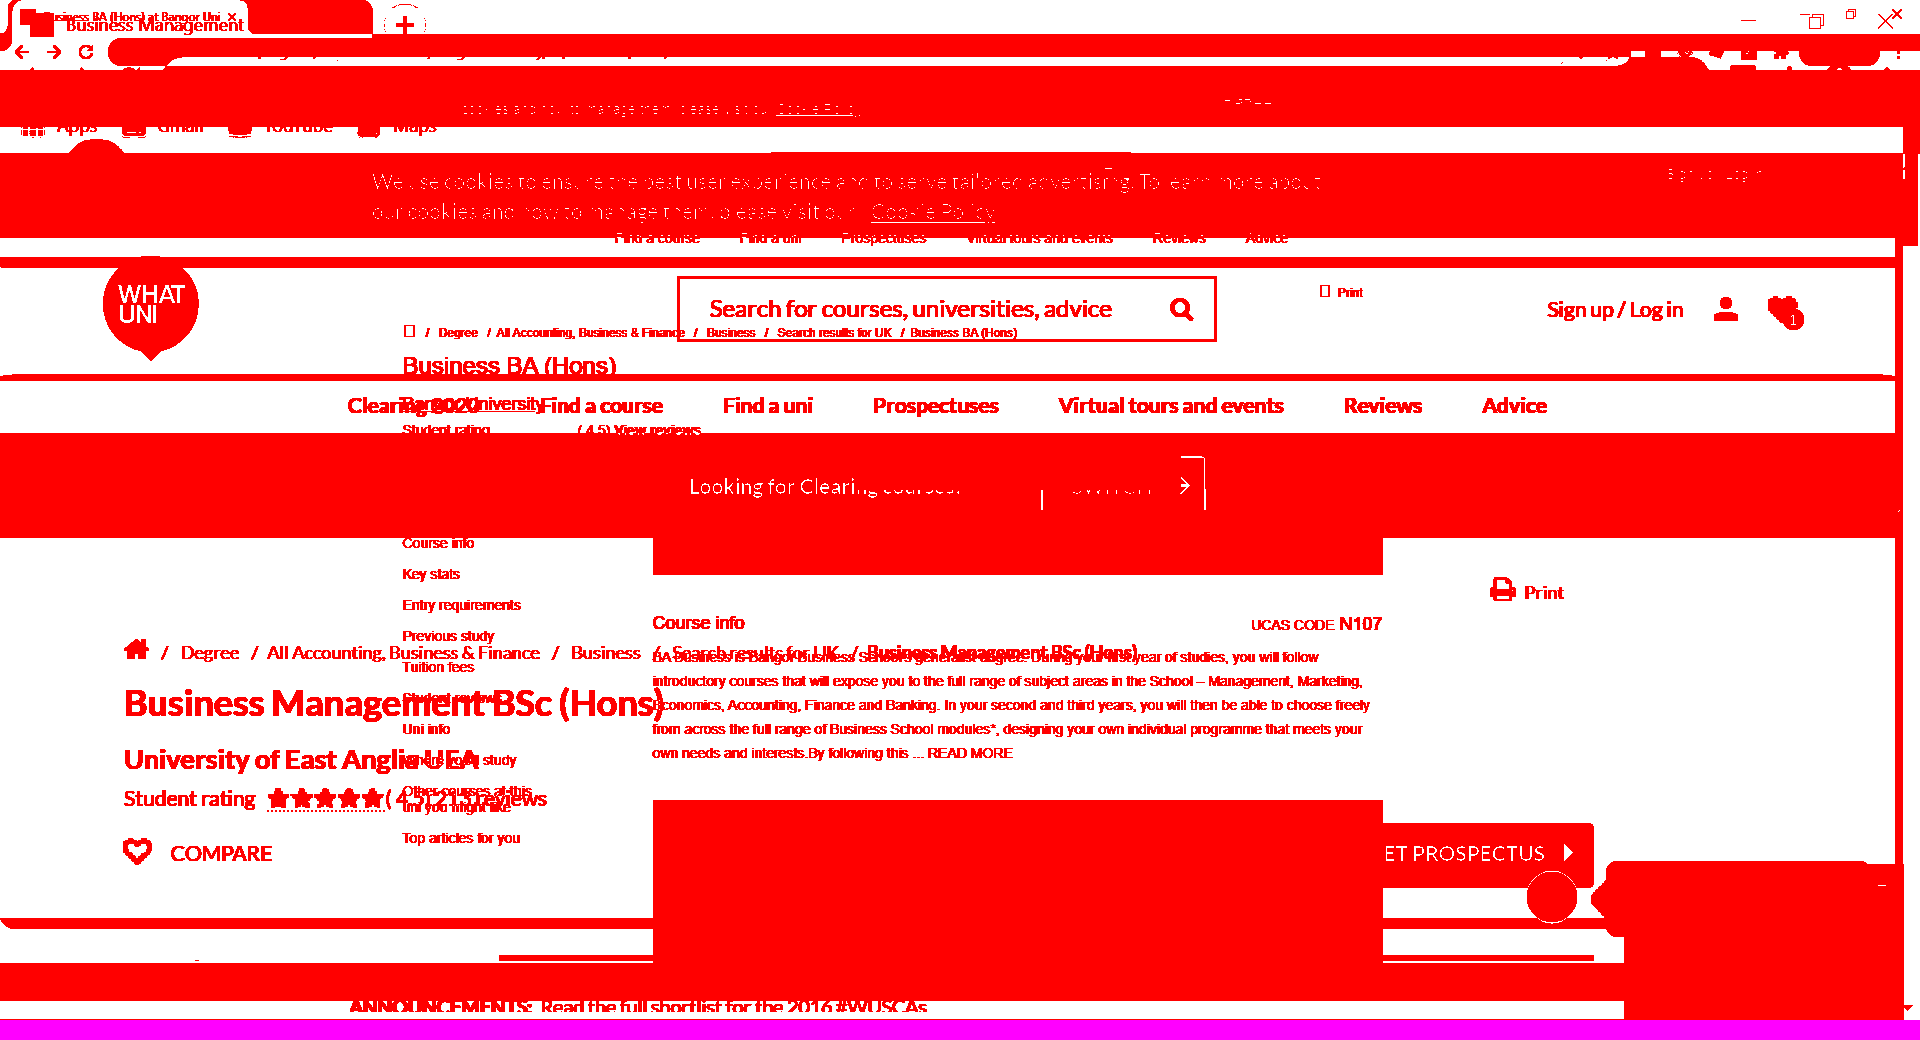 Business BA (Hons) at Bangor Uni
Business Management
Apps Gmail YouTube Maps
We use cookies to ensure the best user experience and to serve tailored advertising. To learn more about
our cookies and how to manage them please visit our Cookie Policy
Find a course Find a uni Prospectuses Virtual tours and events Reviews Advice
WHAT
UNI
Search for courses, universities, advice
Print
Sign up / Log in
1
/ Degree / All Accounting, Business & Finance / Business / Search results for UK / Business BA (Hons)
Business BA (Hons)
Clearing 2020 Find a course Find a uni Prospectuses Virtual tours and events Reviews Advice
Bangor University
Student rating (4.5) View reviews
Looking for Clearing courses?
Course info
Key stats
Entry requirements
Previous study
Tuition fees
Student reviews
Uni info
Where you'll study
Other courses at this
uni you might like
Top articles for you
Print
Course info
UCAS CODE N107
/ Degree / All Accounting, Business & Finance / Business / Search results for UK / Business Management BSc (Hons)
BA Business is Bangor Business School's generalist degree. During your first year of studies, you will follow
introductory courses that will expose you to the full range of subject areas in the School – Management, Marketing,
Economics, Accounting, Finance and Banking. In your second and third years, you will then be able to choose freely
from across the full range of Business School modules*, designing your own individual programme that meets your
own needs and interests.By following this ... READ MORE
Business Management BSc (Hons)
University of East Anglia UEA
Student rating (4.5) 213 reviews
COMPARE
ET PROSPECTUS
ANNOUNCEMENTS: Read the full shortlist for the 2016 #WUSCAs